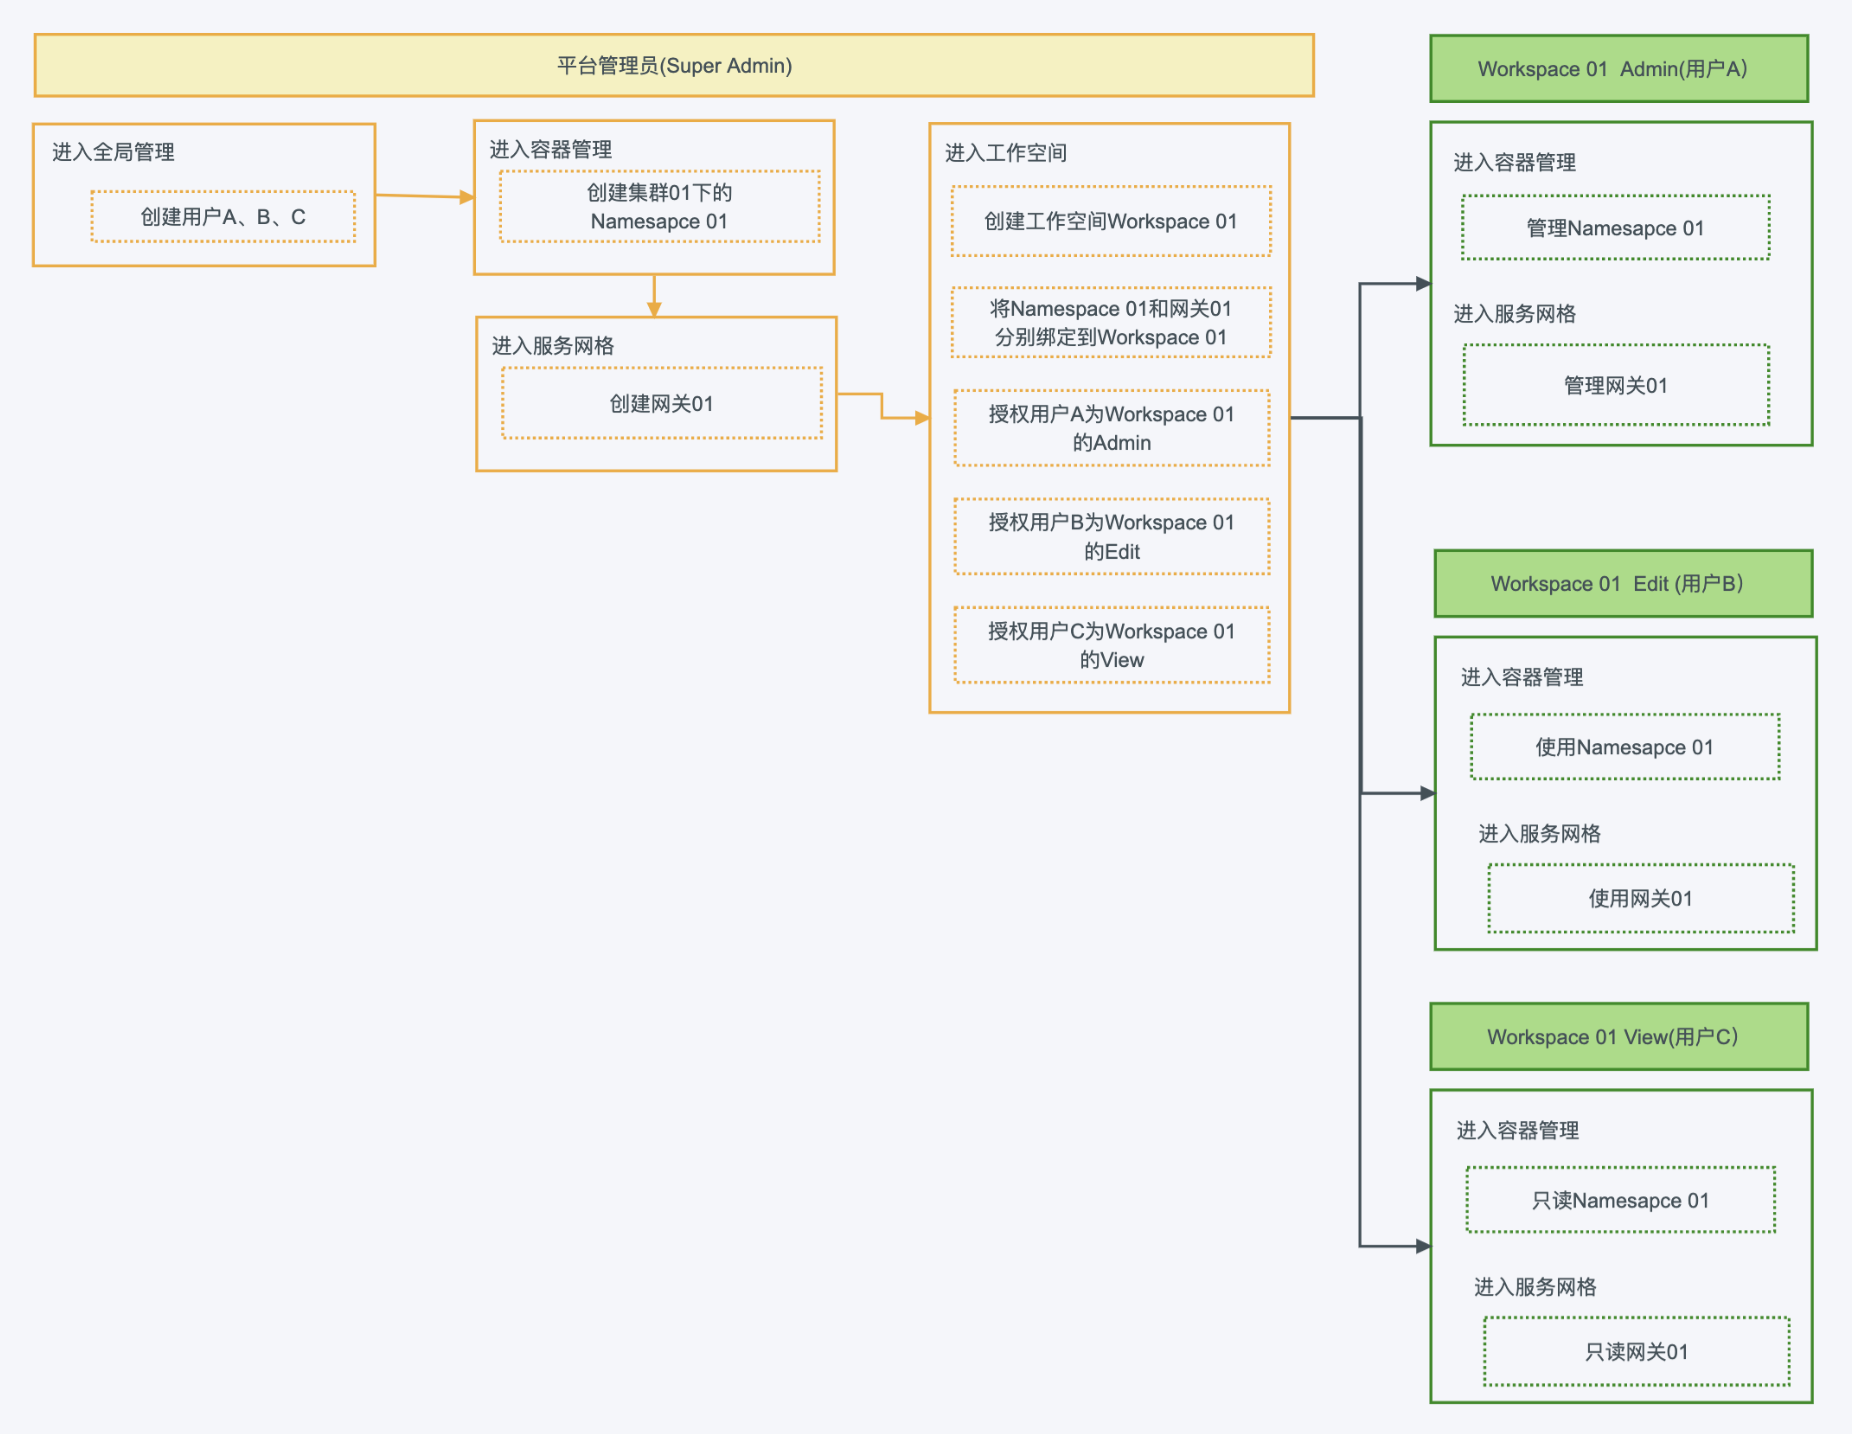 平台管理员(Super Admin)
进入全局管理
创建用户A、B、C
进入容器管理
创建集群01下的
Namesapce 01
进入服务网格
创建网关01
进入工作空间
创建工作空间Workspace 01
将Namespace 01和网关01
分别绑定到Workspace 01
授权用户A为Workspace 01
的Admin
授权用户B为Workspace 01
的Edit
授权用户C为Workspace 01
的View
Workspace 01  Admin(用户A）
进入容器管理
管理Namesapce 01
进入服务网格
管理网关01
Workspace 01  Edit (用户B）
进入容器管理
使用Namesapce 01
进入服务网格
使用网关01
Workspace 01 View(用户C）
进入容器管理
只读Namesapce 01
进入服务网格
只读网关01